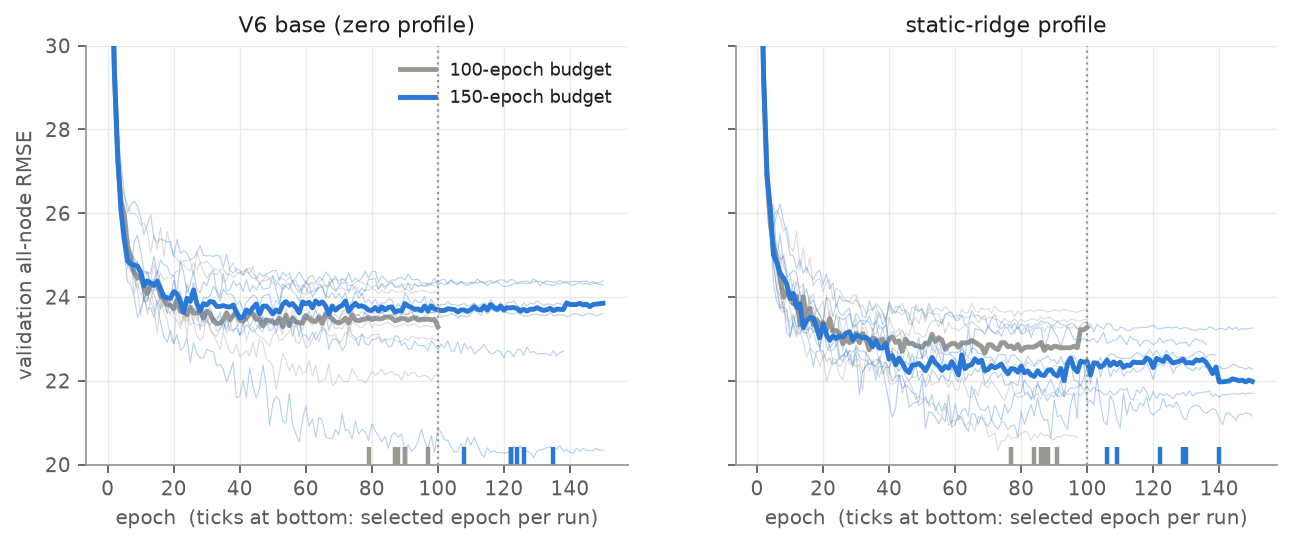 V6 base (zero profile)
static-ridge profile
validation all-node RMSE
30
28
26
24
22
20
100-epoch budget
150-epoch budget
0 20 40 60 80 100 120 140
0 20 40 60 80 100 120 140
epoch (ticks at bottom: selected epoch per run)
epoch (ticks at bottom: selected epoch per run)